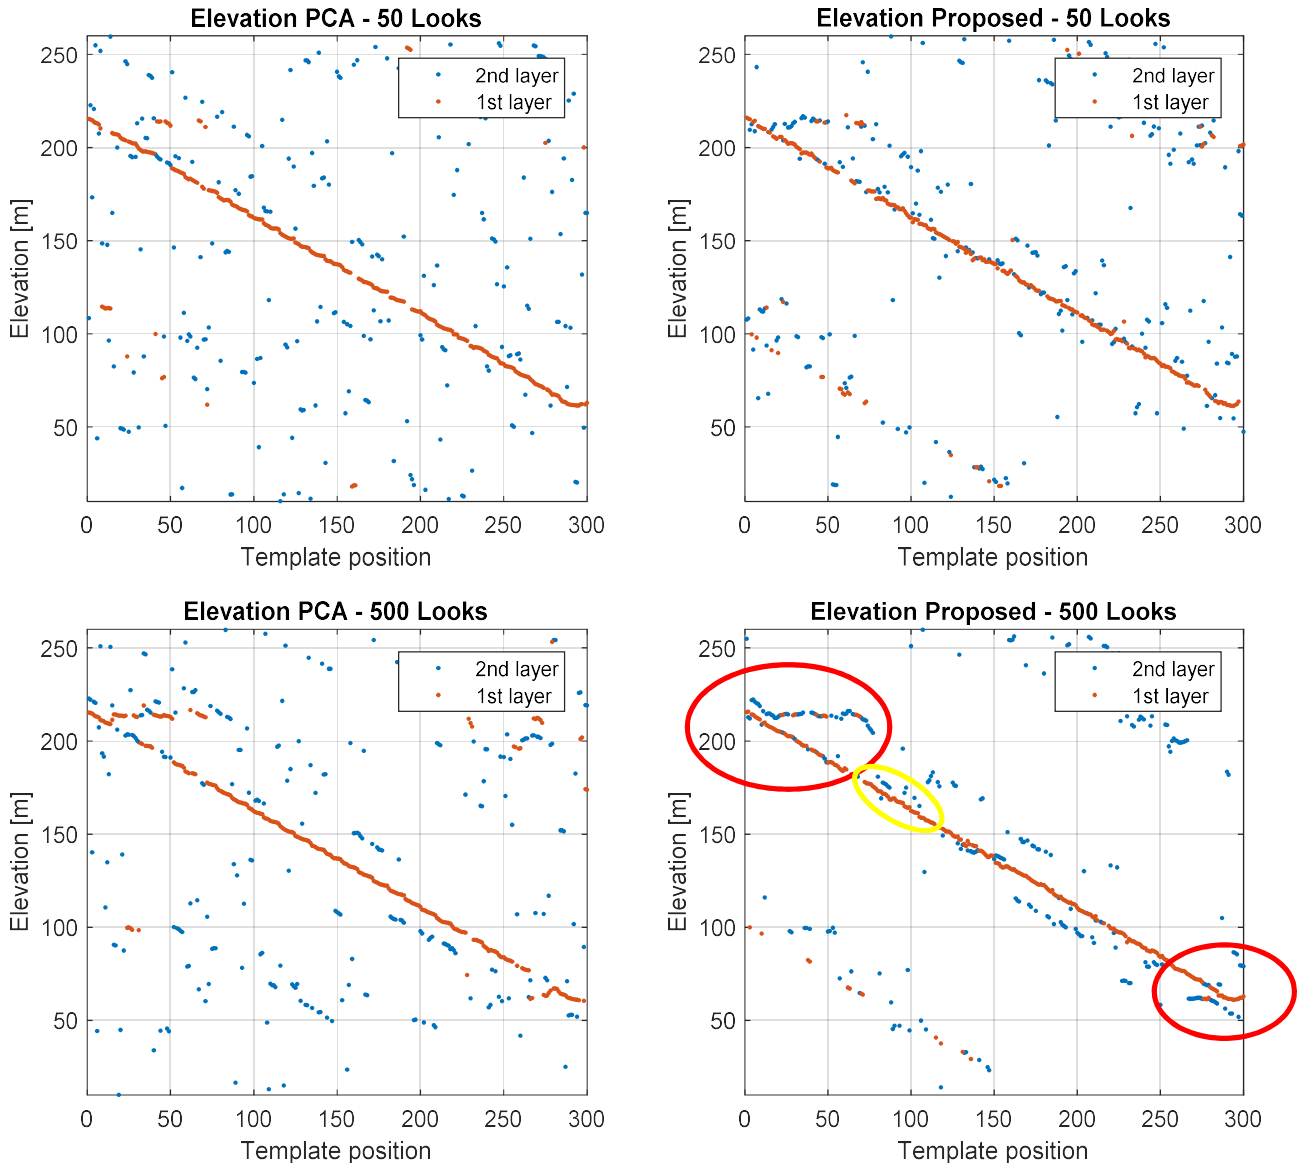 Elevation PCA - 50 Looks
250
200
150
100
50
0 50 100 150 200 250 300
Elevation [m]
Template position
2nd layer
1st layer
Elevation Proposed - 50 Looks
250
200
150
100
50
0 50 100 150 200 250 300
Elevation [m]
Template position
2nd layer
1st layer
Elevation PCA - 500 Looks
250
200
150
100
50
0 50 100 150 200 250 300
Elevation [m]
Template position
2nd layer
1st layer
Elevation Proposed - 500 Looks
250
200
150
100
50
0 50 100 150 200 250 300
Elevation [m]
Template position
2nd layer
1st layer